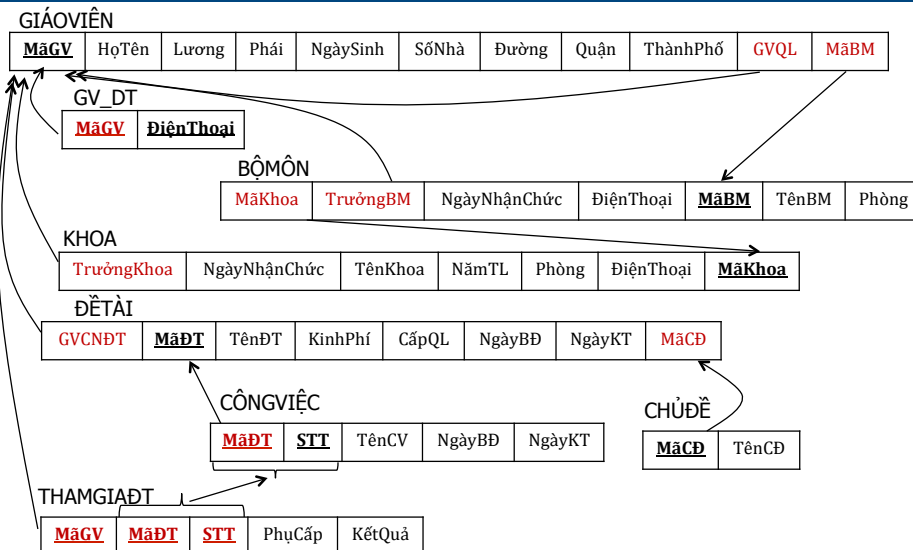 GIÁOVIÊN
MãGV HọTên Lương Phái NgàySinh SốNhà Đường Quận ThànhPhố GVQL MãBM
GV_DT
MãGV ĐiệnThoại
BỘMÔN
MãKhoa TrưởngBM NgàyNhậnChức ĐiệnThoại MãBM TênBM Phòng
KHOA
TrưởngKhoa NgàyNhậnChức TênKhoa NămTL Phòng ĐiệnThoại MãKhoa
ĐỀTÀI
GVCNĐT MãĐT TênĐT KinhPhí CấpQL NgàyBĐ NgàyKT MãCĐ
CÔNGVIỆC
MãĐT STT TênCV NgàyBĐ NgàyKT
CHỦĐỀ
MãCĐ TênCĐ
THAMGIAĐT
MãGV MãĐT STT PhụCấp KếtQuả